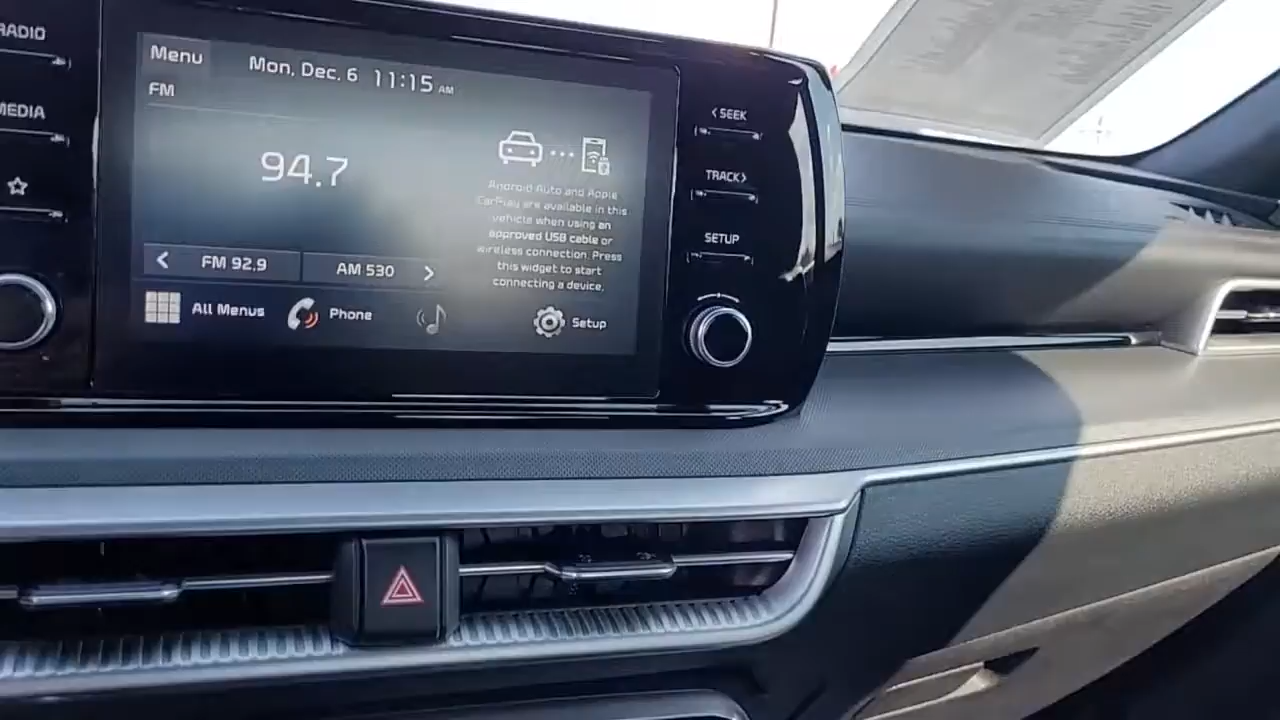 RADIO
MEDIA
Menu
Mon, Dec. 6 11:15 AM
FM
94.7
Android Auto and Apple
CarPlay are available in this
vehicle when using an
approved USB cable or
wireless connection. Press
this widget to start
connecting a device.
< FM 92.9
AM 530 >
All Menus
Phone
Setup
< SEEK
TRACK >
SETUP